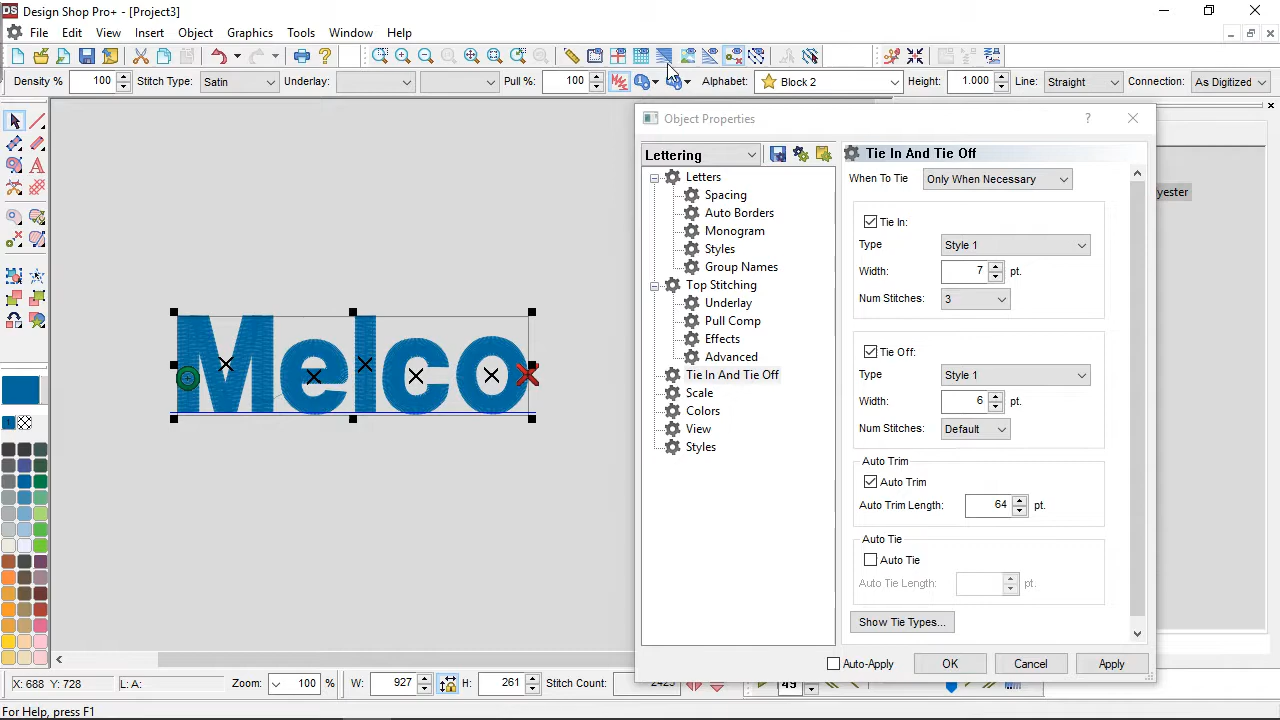 Design Shop Pro+ - [Project3]
File Edit View Insert Object Graphics Tools Window Help
Density % 100 Stitch Type: Satin Underlay: Pull %: 100 Alphabet: Block 2 Height: 1.000 Line: Straight Connection: As Digitized
Object Properties
Lettering
Letters
Spacing
Auto Borders
Monogram
Styles
Group Names
Top Stitching
Underlay
Pull Comp
Effects
Advanced
Tie In And Tie Off
Scale
Colors
View
Styles
Tie In And Tie Off
When To Tie Only When Necessary
Tie In:
Type Style 1
Width: 7 pt.
Num Stitches: 3
Tie Off:
Type Style 1
Width: 6 pt.
Num Stitches: Default
Auto Trim
Auto Trim
Auto Trim Length: 64 pt.
Auto Tie
Auto Tie
Auto Tie Length: pt.
Show Tie Types...
Auto-Apply OK Cancel Apply
yester
Melco
X: 688 Y: 728 L: A: Zoom: 100 % W: 927 H: 261 Stitch Count:
For Help, press F1